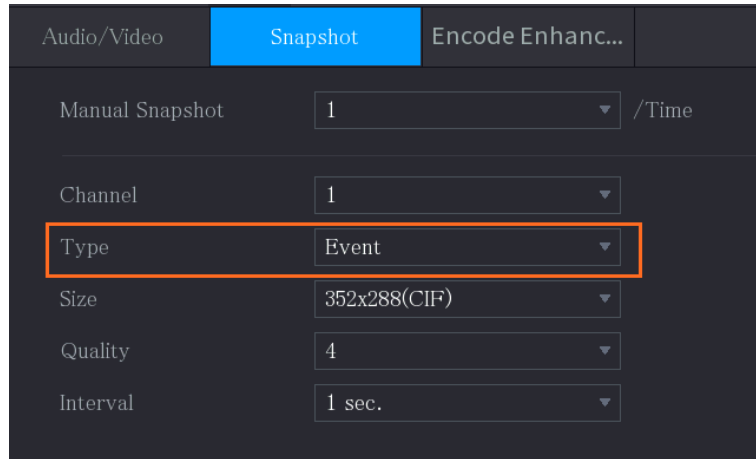 Audio/Video Snapshot Encode Enhanc...
Manual Snapshot 1 /Time
Channel 1
Type Event
Size 352x288(CIF)
Quality 4
Interval 1 sec.